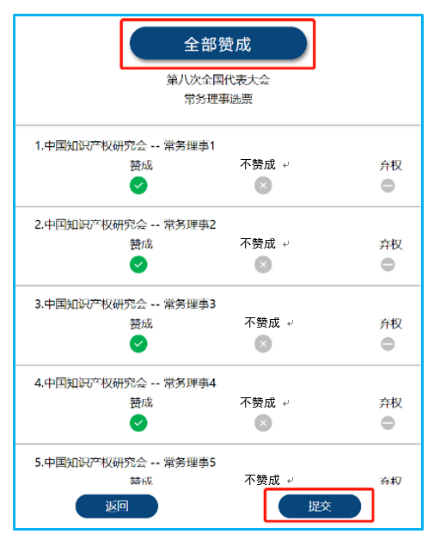 全部赞成
第八次全国代表大会
常务理事选票
1.中国知识产权研究会 -- 常务理事1
赞成 不赞成 ↵ 弃权
2.中国知识产权研究会 -- 常务理事2
赞成 不赞成 ↵ 弃权
3.中国知识产权研究会 -- 常务理事3
赞成 不赞成 ↵ 弃权
4.中国知识产权研究会 -- 常务理事4
赞成 不赞成 ↵ 弃权
5.中国知识产权研究会 -- 常务理事5
赞成 不赞成 ↵ 弃权
返回 提交